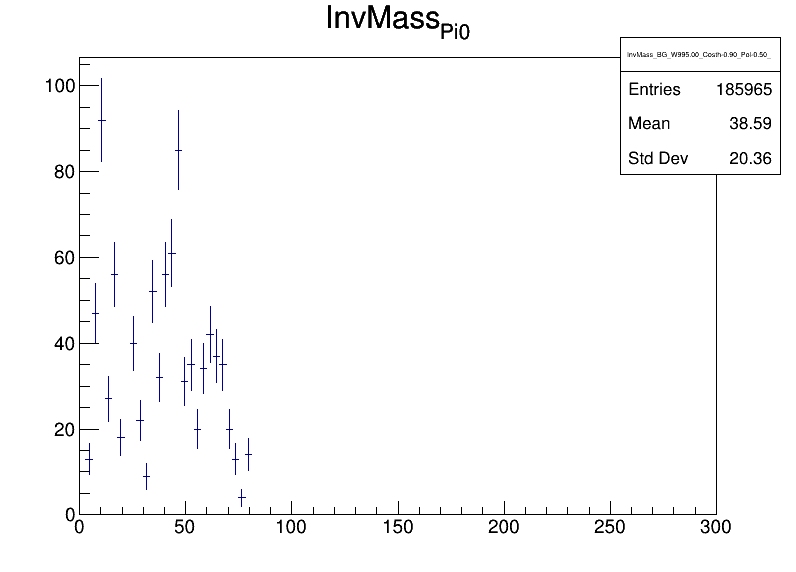 InvMass_Pi0
InvMass_BG_W995.00_Costh-0.90_Pol-0.50_
Entries 185965
Mean 38.59
Std Dev 20.36
100
80
60
40
20
0
0 50 100 150 200 250 300